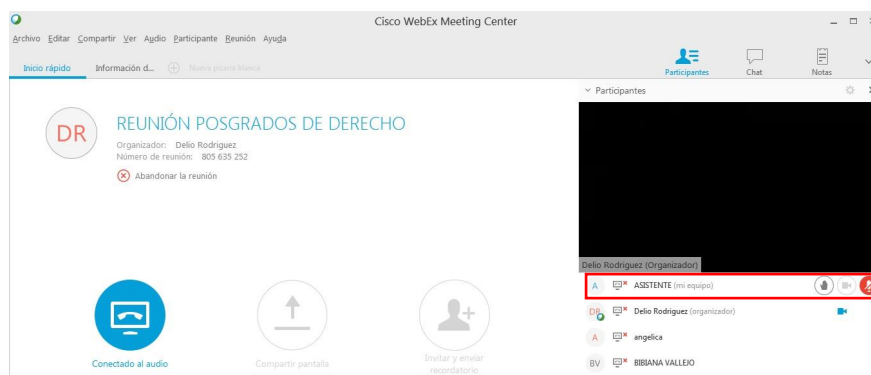 Cisco WebEx Meeting Center
Archivo Editar Compartir Ver Audio Participante Reunión Ayuda
Inicio rápido Información d... Nueva pizarra blanca
Participantes Chat Notas
Participantes
DR
REUNIÓN POSGRADOS DE DERECHO
Organizador: Delio Rodriguez
Número de reunión: 805 635 252
Abandonar la reunión
Delio Rodriguez (Organizador)
A ASISTENTE (mi equipo)
DR Delio Rodriguez (organizador)
A angelica
BV BIBIANA VALLEJO
Conectado al audio
Compartir pantalla
Invitar y enviar
recordatorio